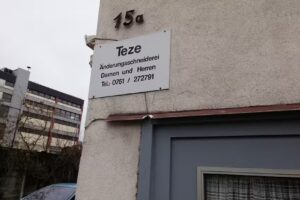 15a
Teze
Änderungsschneiderei
Damen und Herren
Tel.: 0761 / 272791